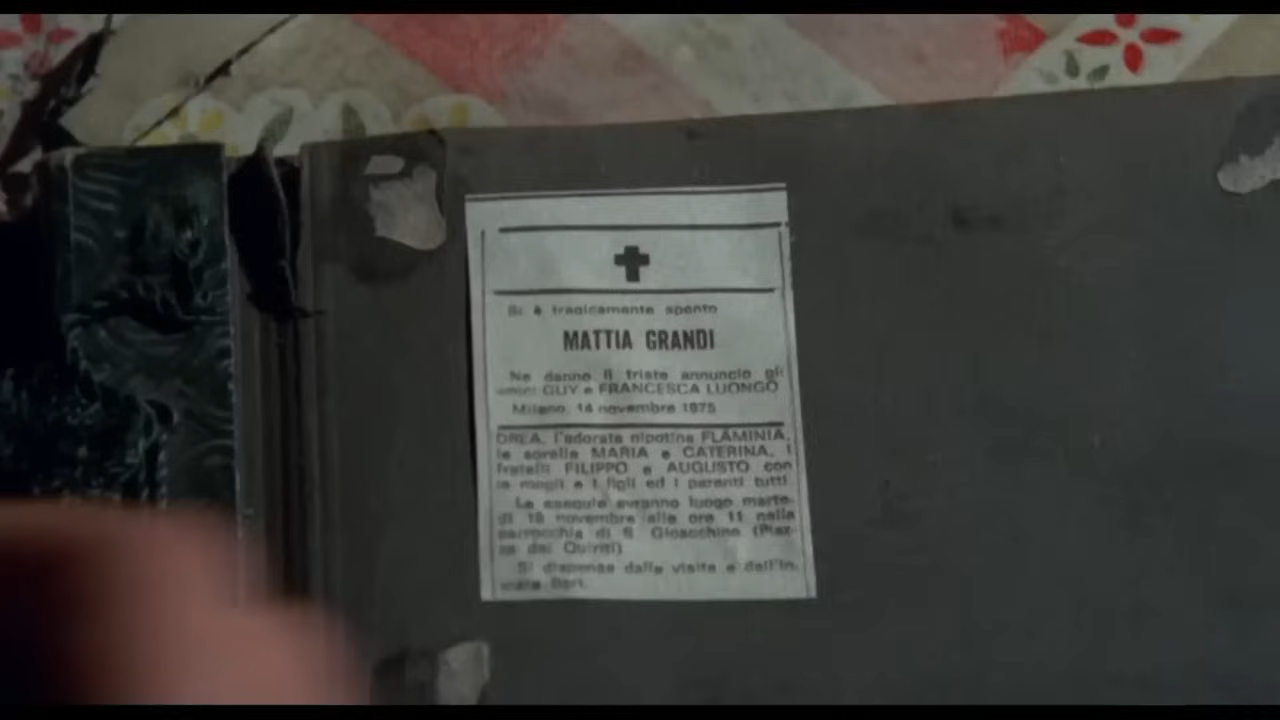 Si è tragicamente spento
MATTIA GRANDI
Ne danno il triste annuncio gli
amici GUY e FRANCESCA LUONGO
Milano, 14 novembre 1975
DREA, l'adorata nipotina FLAMINIA,
le sorelle MARIA e CATERINA, i
fratelli FILIPPO e AUGUSTO con
le mogli e i figli ed i parenti tutti.
Le esequie avranno luogo marte-
dì 18 novembre alle ore 11 nella
parrocchia di S. Gioacchino (Piaz-
za dei Quiriti)
Si dispensa dalle visite e dall'in-